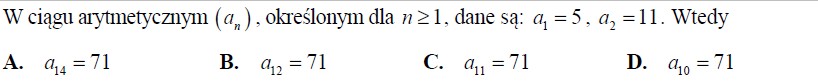 W ciągu arytmetycznym (aₙ), określonym dla n ≥ 1, dane są: a₁ = 5, a₂ = 11. Wtedy
A. a₁₄ = 71 B. a₁₂ = 71 C. a₁₁ = 71 D. a₁₀ = 71